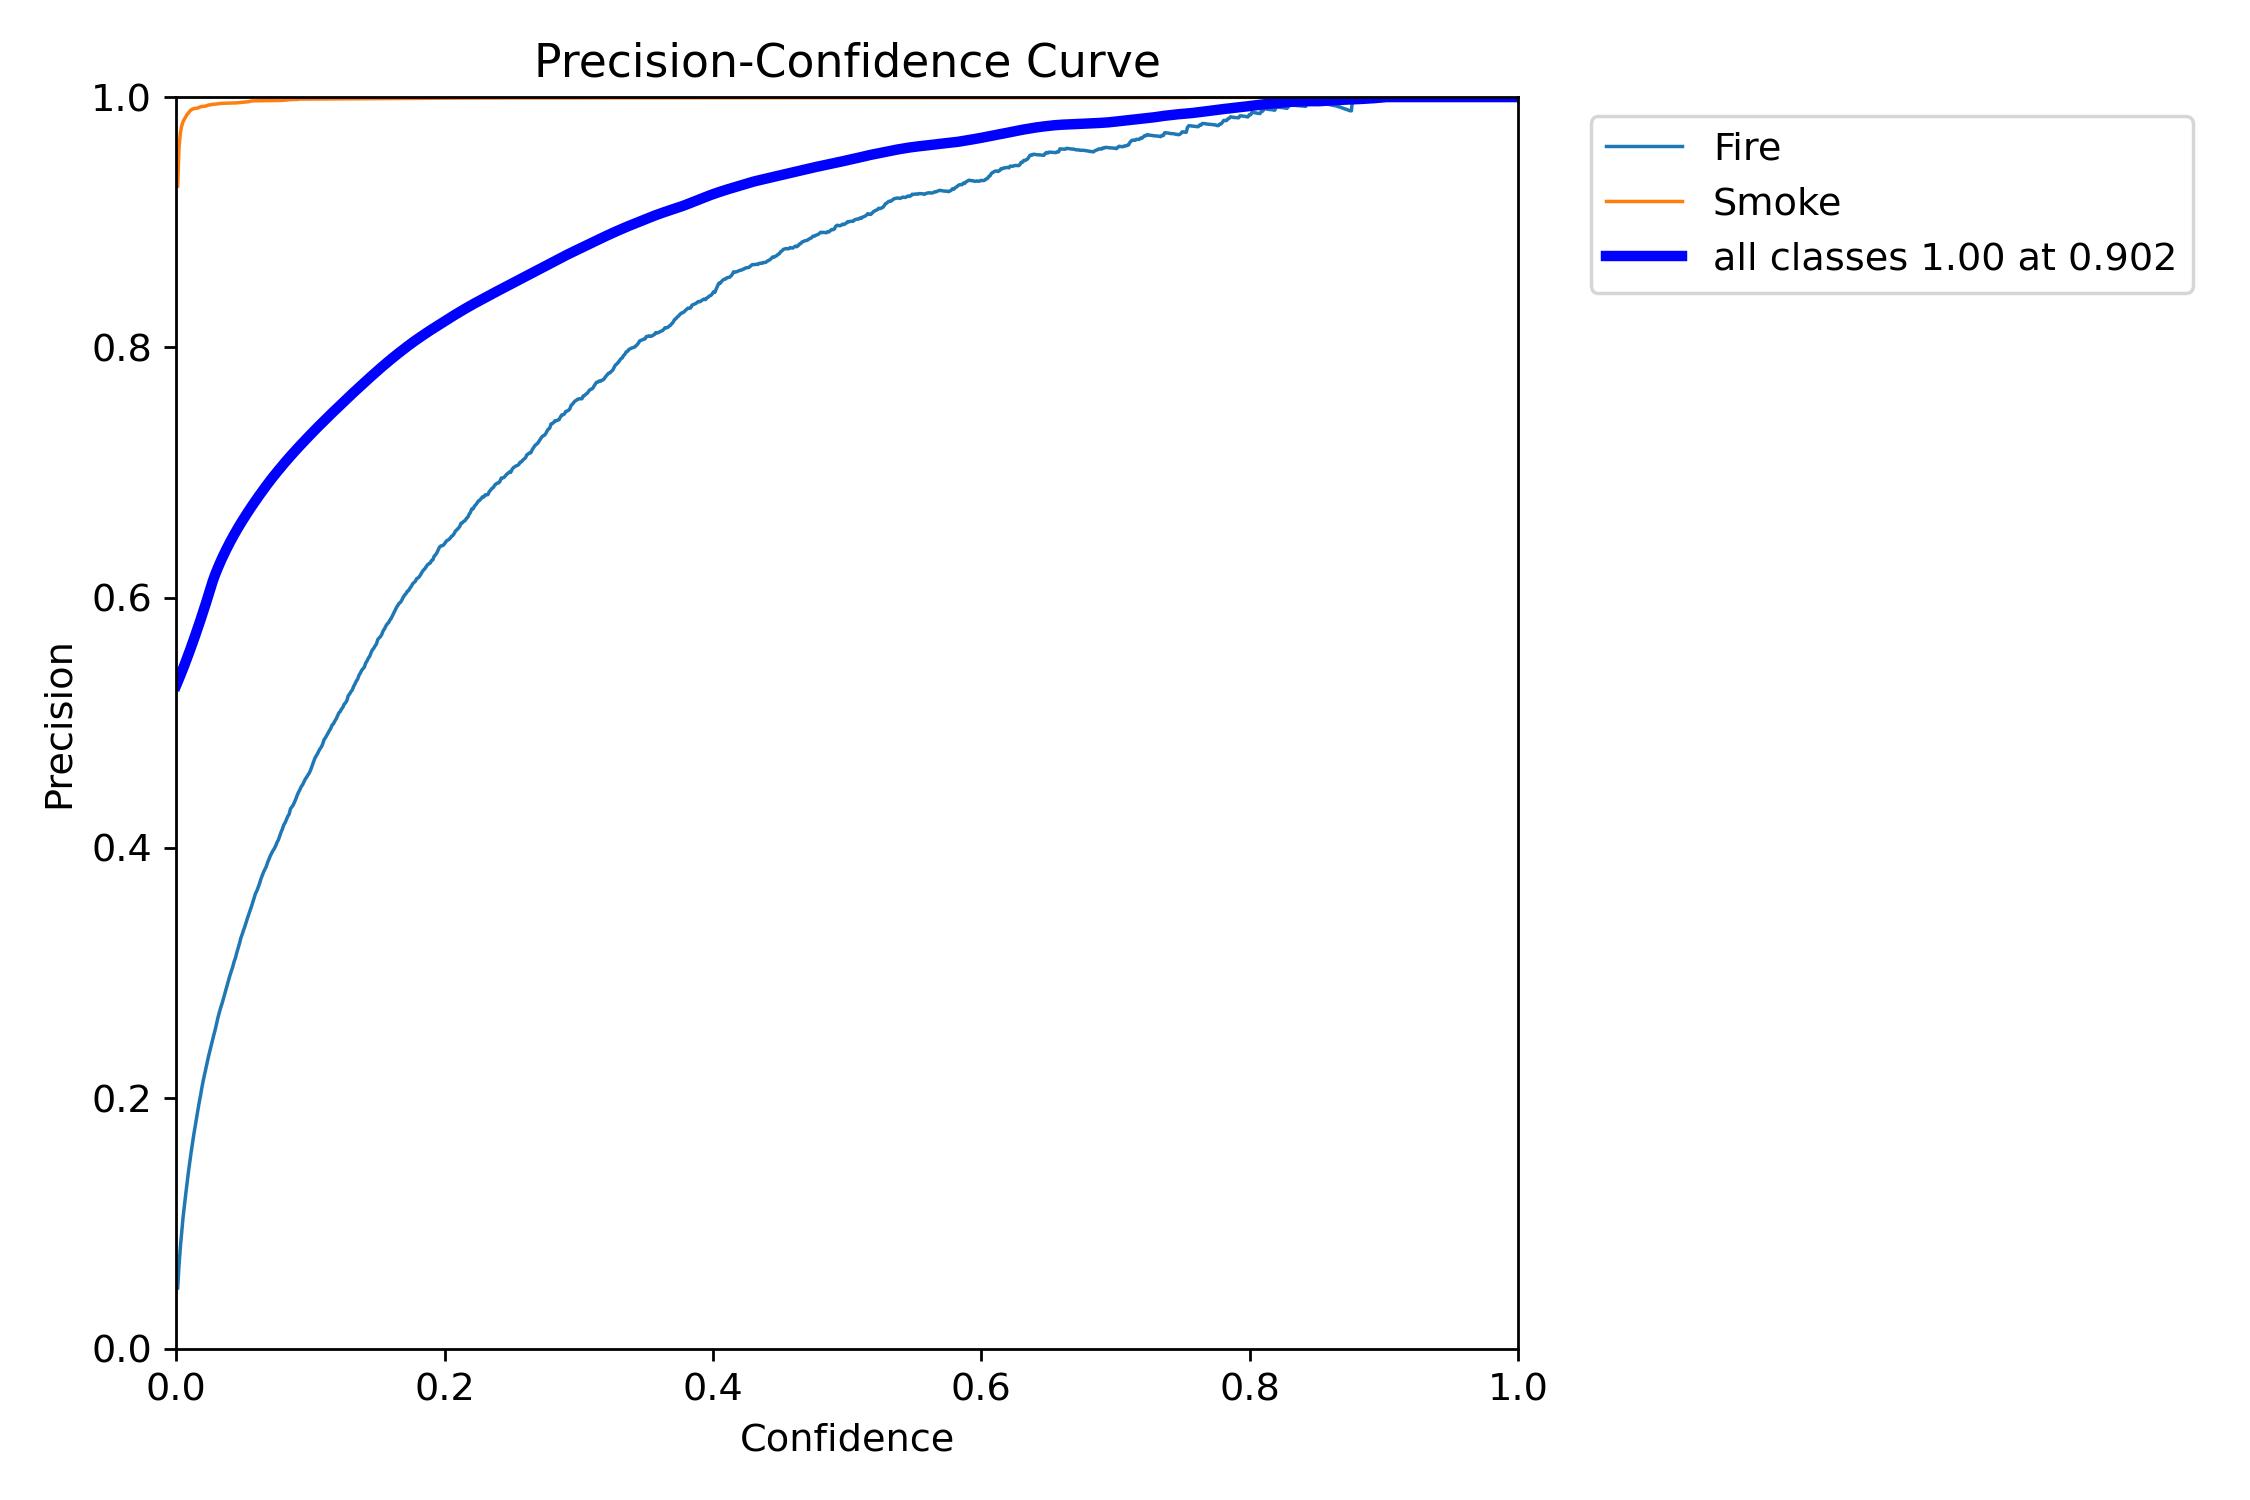 Precision-Confidence Curve
1.0
0.8
0.6
0.4
0.2
0.0
Precision
0.0 0.2 0.4 0.6 0.8 1.0
Confidence
Fire
Smoke
all classes 1.00 at 0.902